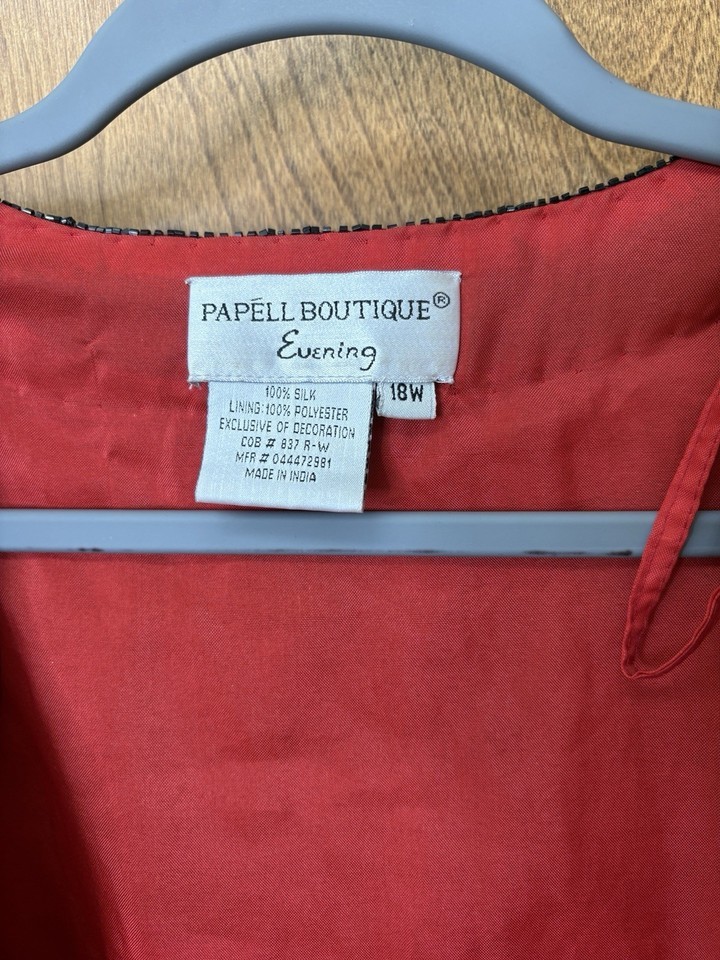 PAPÉLL BOUTIQUE®
Evening
18W
100% SILK
LINING:100% POLYESTER
EXCLUSIVE OF DECORATION
COB # 837 R-W
MFR # 044472981
MADE IN INDIA